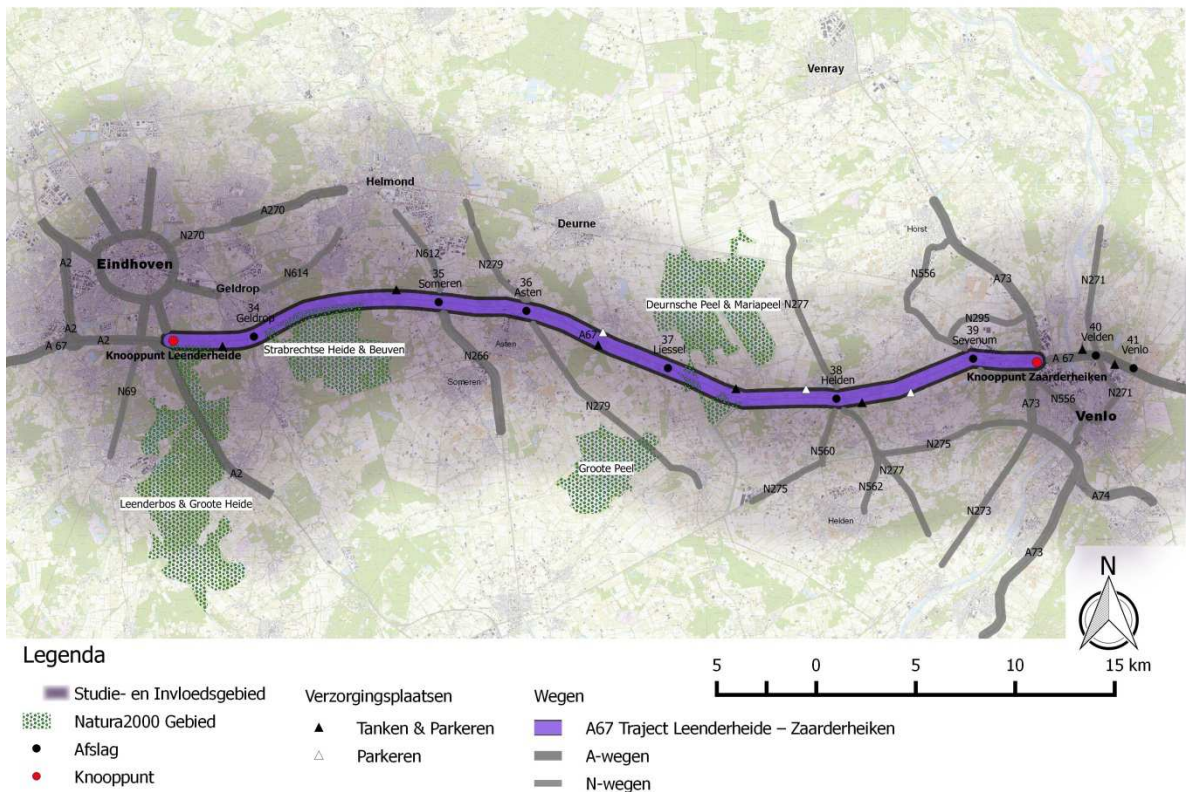 Venray
Helmond
A270
Deurne
N270
Horst
A2
N612
N279
Eindhoven
N556
A73
N614
N277
N271
Geldrop
35
Someren
36
Asten
Deurnsche Peel & Mariapeel
34
Geldrop
N295
39
Sevenum
40
Velden
41
Venlo
A2
A 67
A2
Knooppunt Leenderheide
Strabrechtse Heide & Beuven
Asten
A67
37
Liessel
A 67
Knooppunt Zaarderheiken
N266
38
Helden
N271
N69
Someren
N556
N279
A73
Venlo
N560
N275
Groote Peel
N277
A2
N275
N562
A74
Leenderbos & Groote Heide
Helden
N273
A73
N
Legenda
Studie- en Invloedsgebied
Natura2000 Gebied
Afslag
Knooppunt
Verzorgingsplaatsen
Tanken & Parkeren
Parkeren
Wegen
A67 Traject Leenderheide – Zaarderheiken
A-wegen
N-wegen
5 0 5 10 15 km